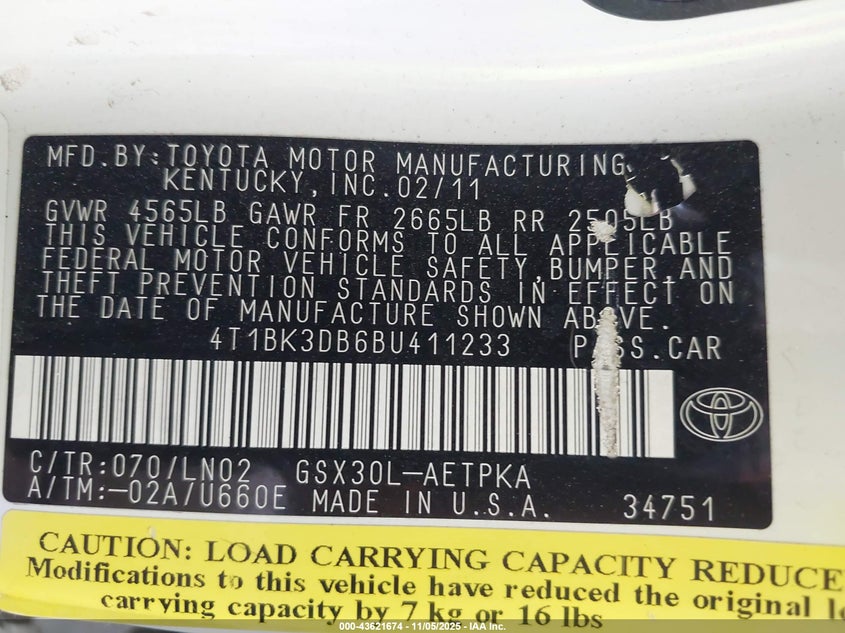 MFD.BY:TOYOTA MOTOR MANUFACTURING
KENTUCKY,INC.02/11
GVWR 4565LB GAWR FR 2665LB RR 2505LB
THIS VEHICLE CONFORMS TO ALL APPLICABLE
FEDERAL MOTOR VEHICLE SAFETY,BUMPER,AND
THEFT PREVENTION STANDARDS IN EFFECT ON
THE DATE OF MANUFACTURE SHOWN ABOVE.
4T1BK3DB6BU411233 PASS.CAR
C/TR:070/LN02 GSX30L-AETPKA
A/TM:-02A/U660E MADE IN U.S.A. 34751
CAUTION: LOAD CARRYING CAPACITY REDUCE
Modifications to this vehicle have reduced the original l
carrying capacity by 7 kg or 16 lbs
000-43621674 - 11/05/2025 - IAA Inc.